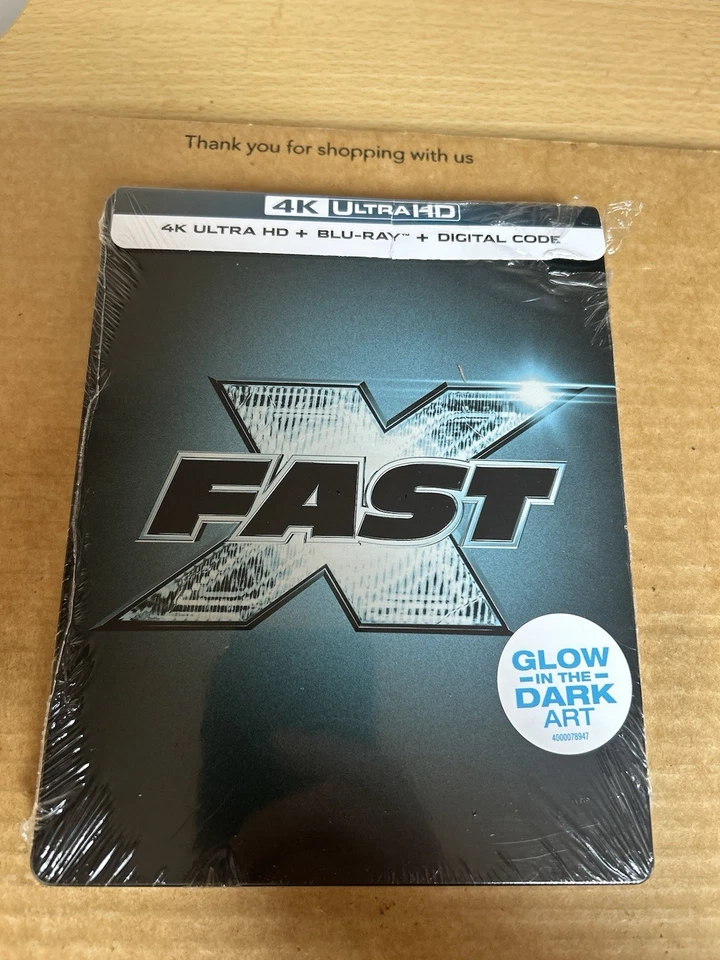 Thank you for shopping with us
4K ULTRA HD
4K ULTRA HD + BLU-RAY™ + DIGITAL CODE
X
FAST
GLOW
IN THE
DARK
ART
4000078947